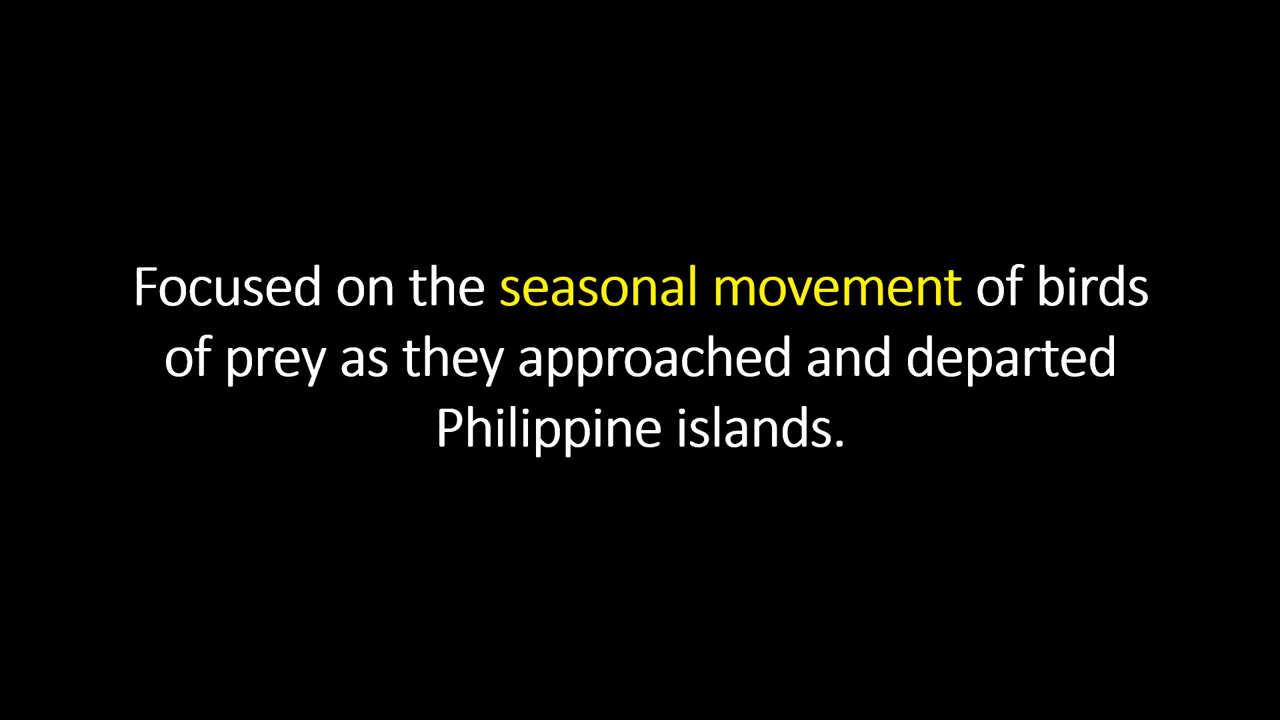 Focused on the seasonal movement of birds
of prey as they approached and departed
Philippine islands.